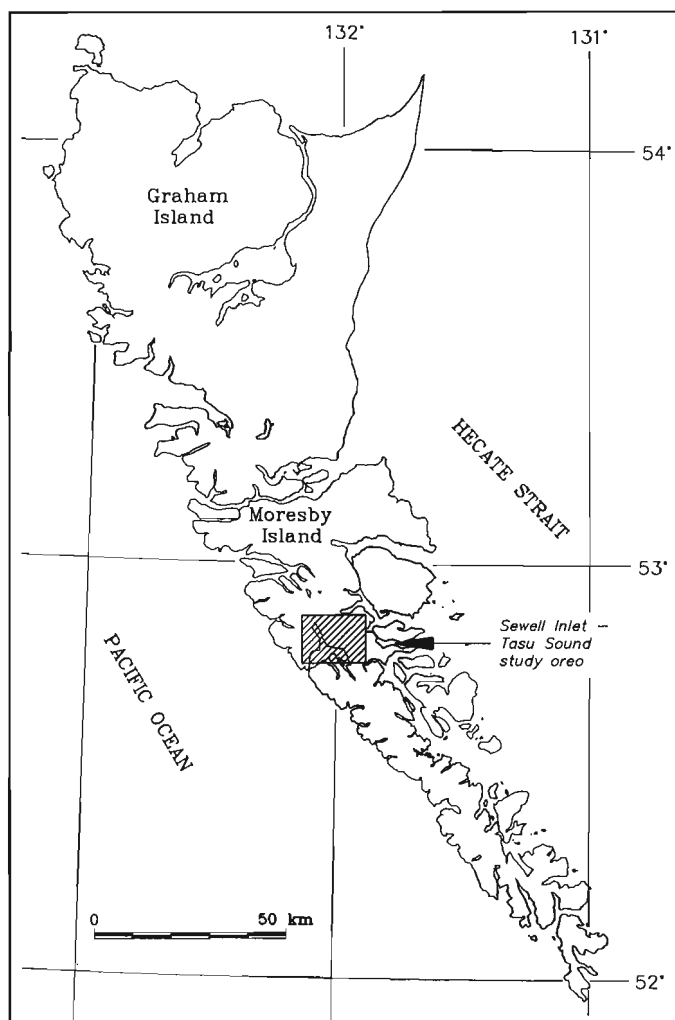 132°
131°
54°
Graham
Island
HECATE STRAIT
Moresby
Island
53°
Sewell Inlet –
Tasu Sound
study oreo
PACIFIC OCEAN
0 50 km
52°